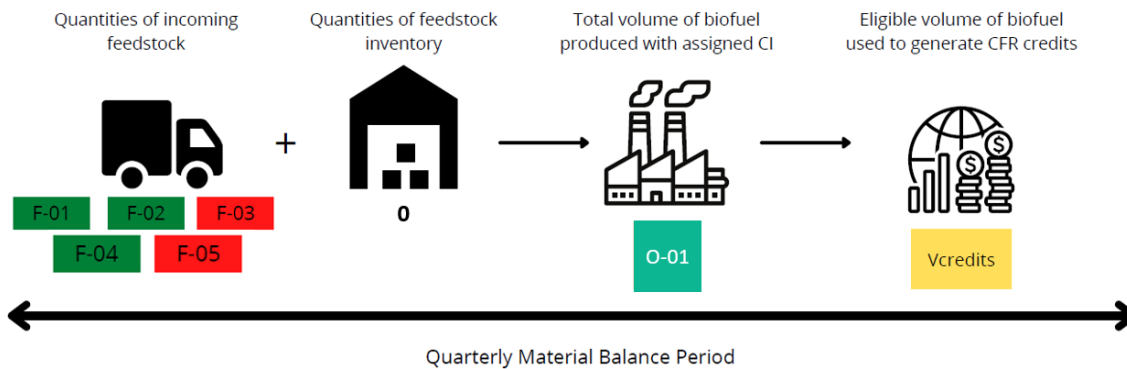 Quantities of incoming
feedstock
Quantities of feedstock
inventory
Total volume of biofuel
produced with assigned CI
Eligible volume of biofuel
used to generate CFR credits
+
$
$
F-01
F-02
F-03
0
F-04
F-05
O-01
Vcredits
Quarterly Material Balance Period